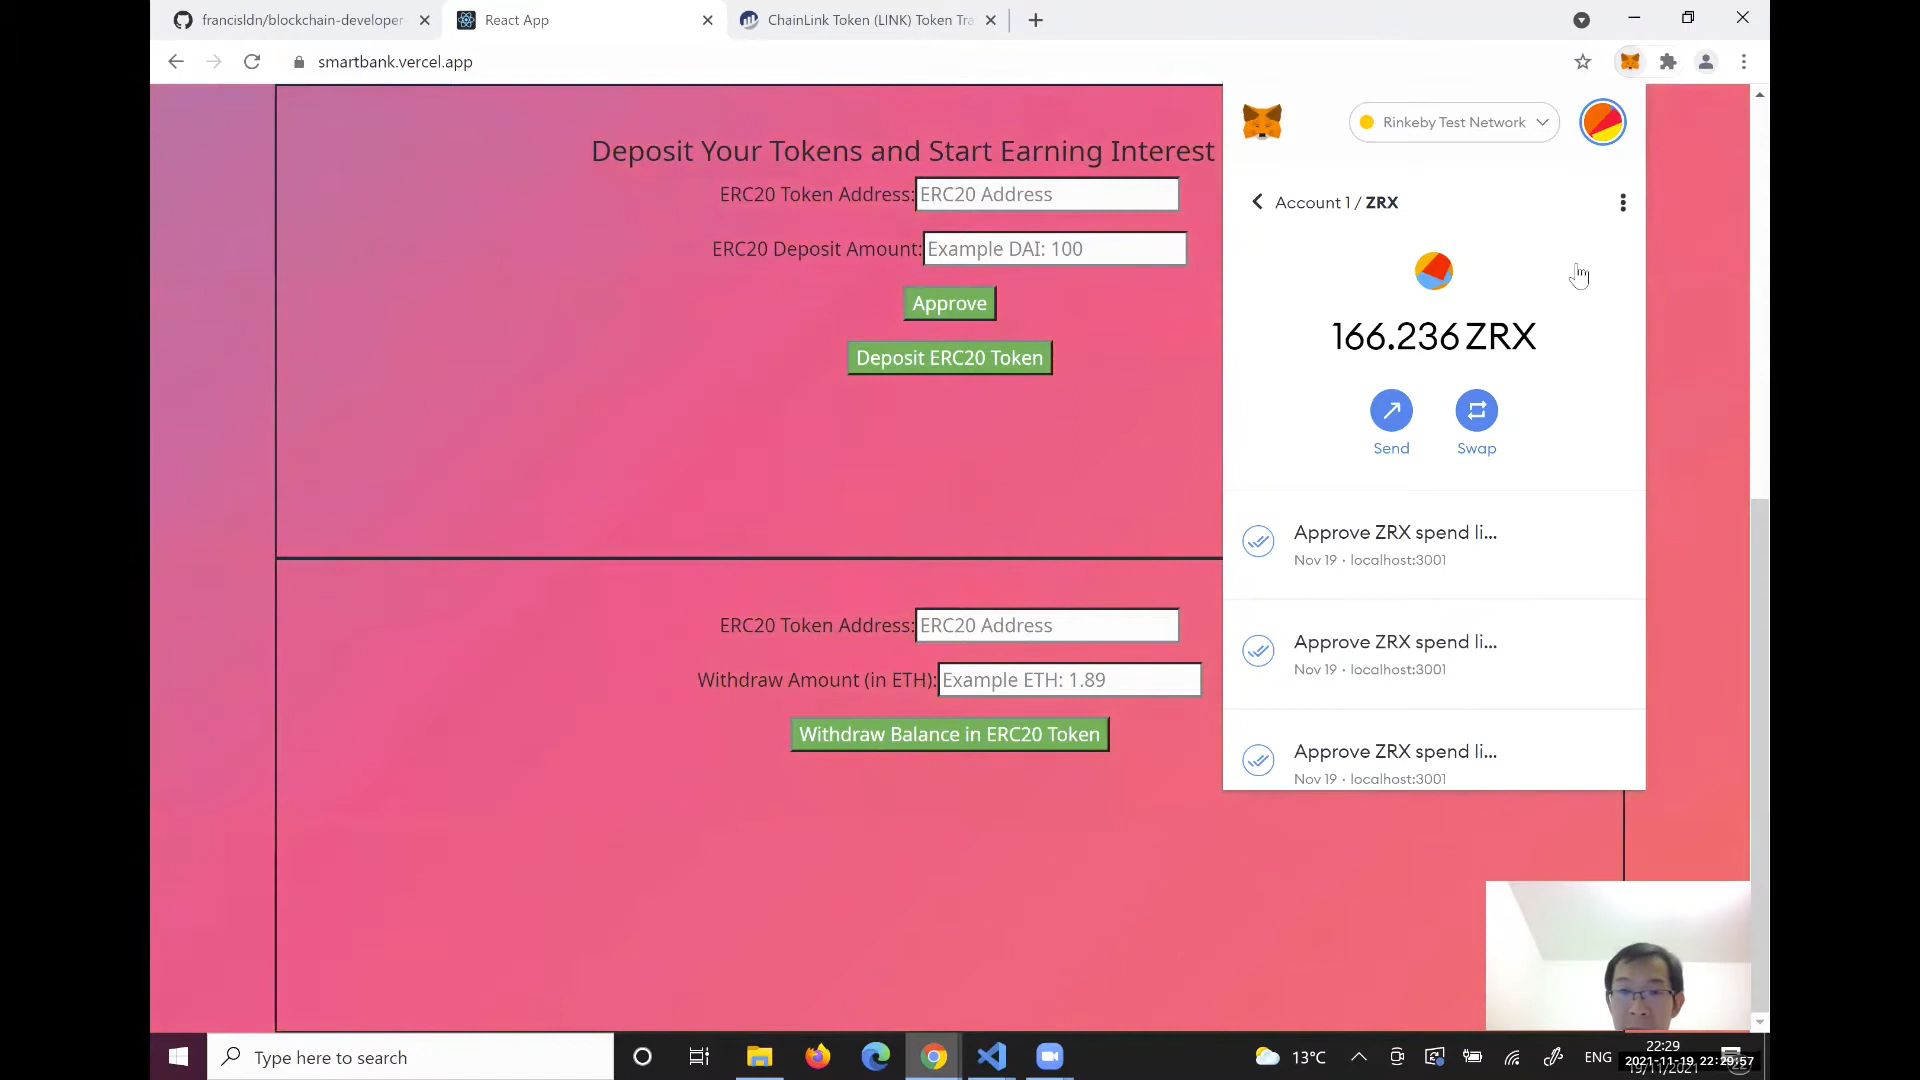 francisldn/blockchain-developer-
React App
ChainLink Token (LINK) Token Tra
smartbank.vercel.app
Rinkeby Test Network
Account 1 / ZRX
166.236 ZRX
Send
Swap
Approve ZRX spend li...
Nov 19 · localhost:3001
Approve ZRX spend li...
Nov 19 · localhost:3001
Approve ZRX spend li...
Nov 19 · localhost:3001
Deposit Your Tokens and Start Earning Interest
ERC20 Token Address:
ERC20 Address
ERC20 Deposit Amount:
Example DAI: 100
Approve
Deposit ERC20 Token
ERC20 Token Address:
ERC20 Address
Withdraw Amount (in ETH):
Example ETH: 1.89
Withdraw Balance in ERC20 Token
Type here to search
13°C
ENG
22:29
2021-11-19 22:29:57
19/11/2021